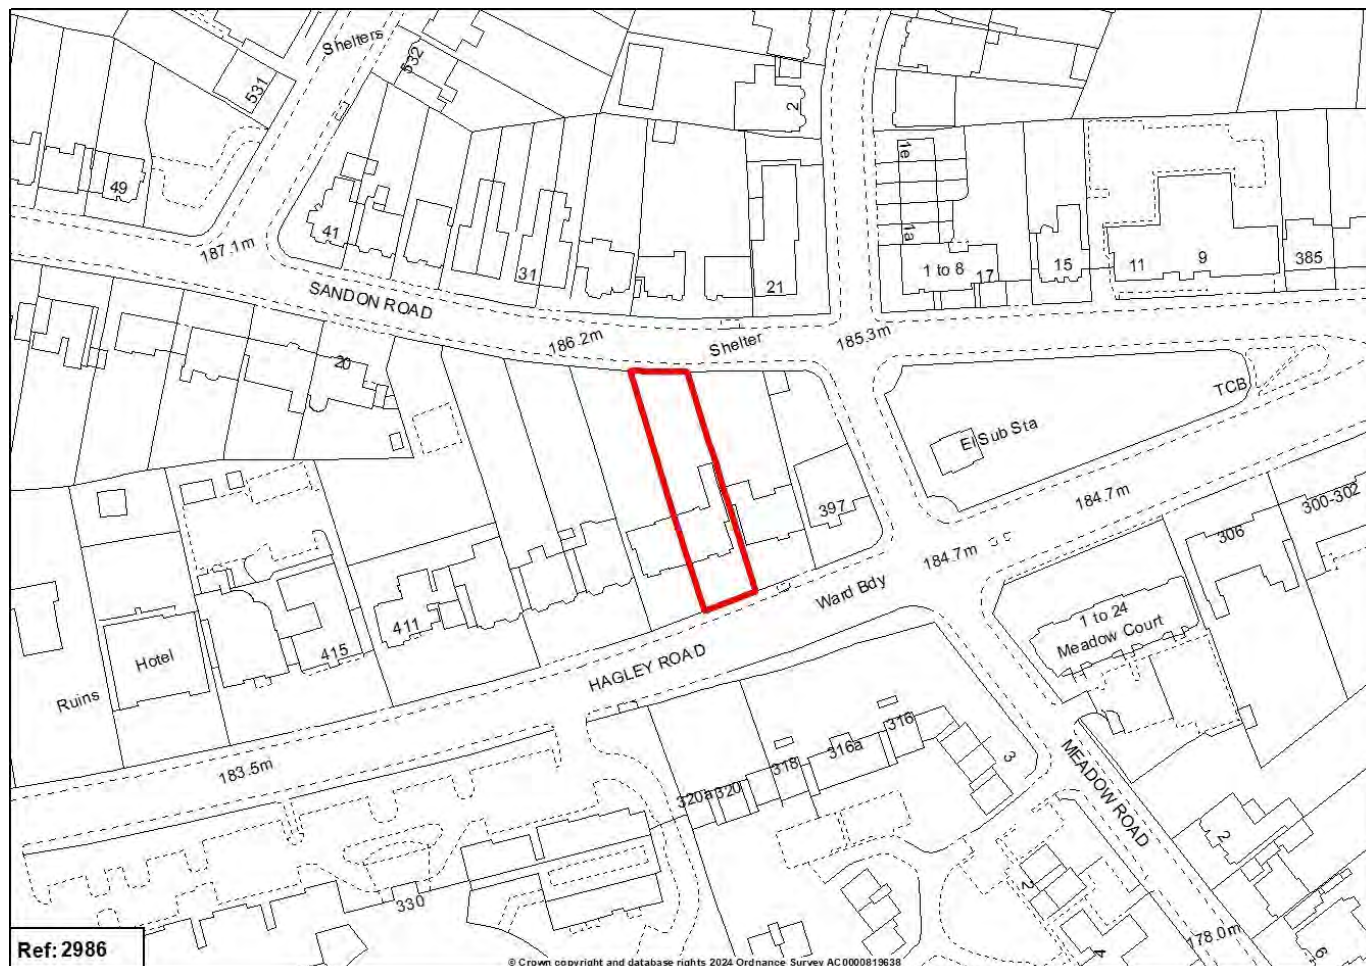 Shelters
532
531
2
1e
49
41
187.1m
31
21
1a
1 to 8
17
15
11
9
385
SANDON ROAD
186.2m
Shelter
185.3m
20
TCB
El Sub Sta
397
184.7m
300-302
306
184.7m
Ward Bdy
1 to 24
Meadow Court
411
415
Hotel
Ruins
HAGLEY ROAD
183.5m
316
316a
318
320
320a
3
MEADOW ROAD
2
2
330
4
178.0m
6
Ref: 2986
© Crown copyright and database rights 2024 Ordnance Survey AC0000819638